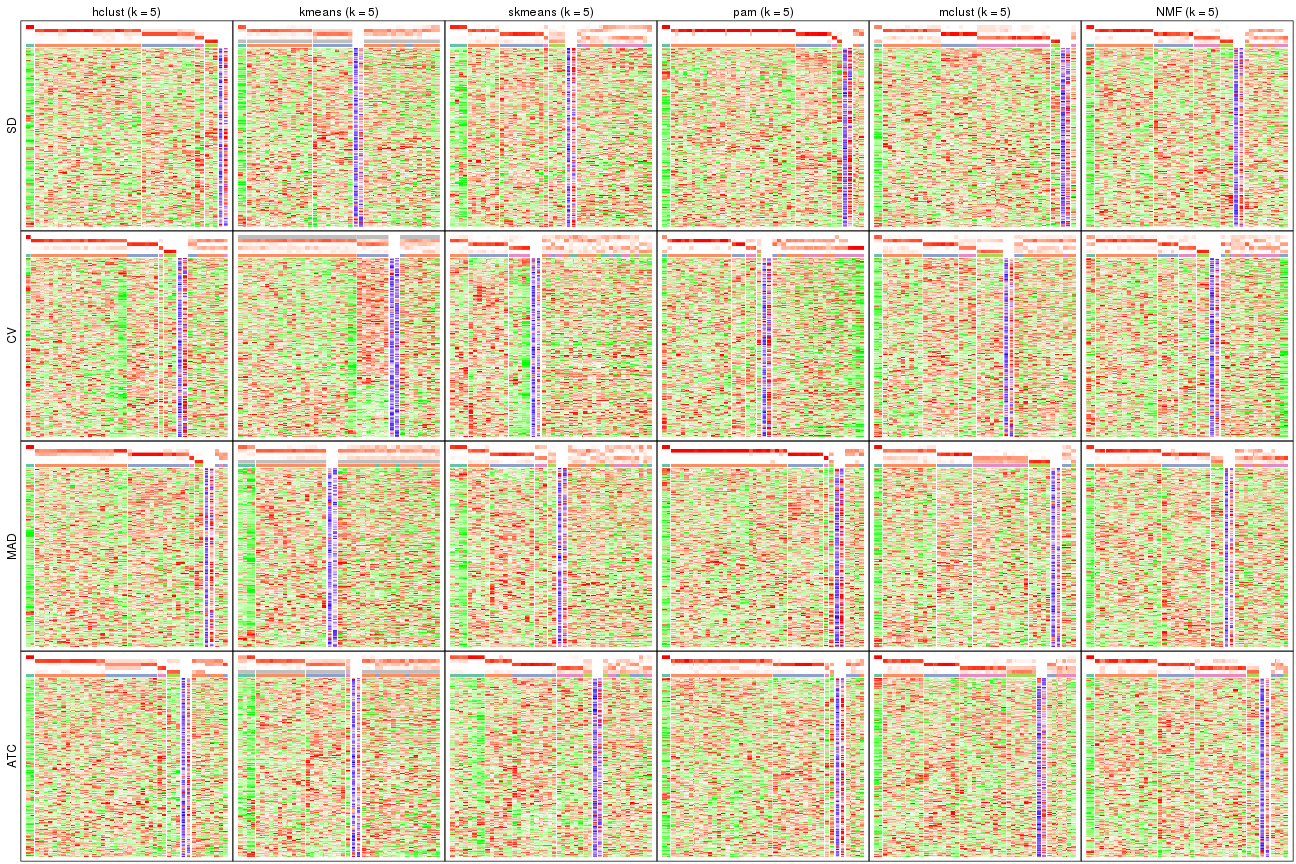 hclust (k = 5) kmeans (k = 5) skmeans (k = 5) pam (k = 5) mclust (k = 5) NMF (k = 5)
SD
CV
MAD
ATC